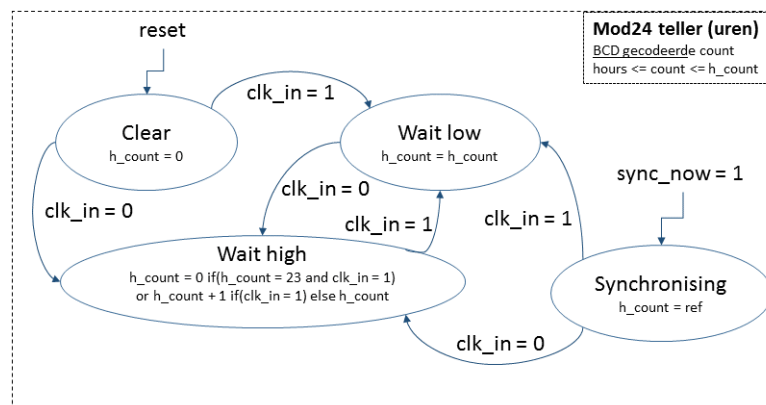 reset
Mod24 teller (uren)
BCD gecodeerde count
hours <= count <= h_count
clk_in = 1
Clear
h_count = 0
Wait low
h_count = h_count
sync_now = 1
clk_in = 0
clk_in = 0
clk_in = 1
clk_in = 1
Wait high
h_count = 0 if(h_count = 23 and clk_in = 1)
or h_count + 1 if(clk_in = 1) else h_count
Synchronising
h_count = ref
clk_in = 0